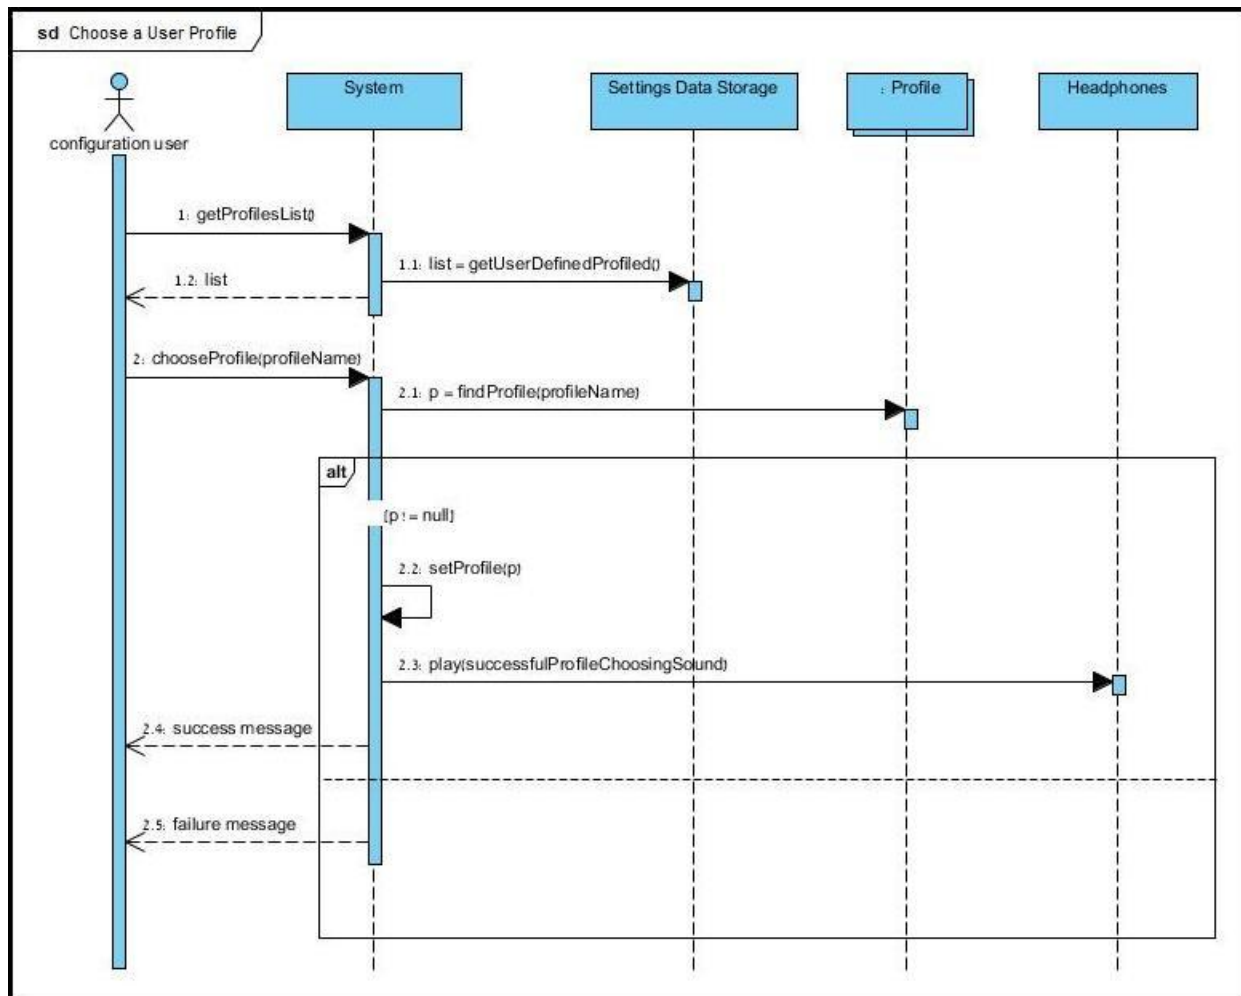 sd Choose a User Profile
System
Settings Data Storage
: Profile
Headphones
configuration user
1: getProfilesList()
1.1: list = getUserDefinedProfiled()
1.2: list
2: chooseProfile(profileName)
2.1: p = findProfile(profileName)
alt
[p != null]
2.2: setProfile(p)
2.3: play(successfulProfileChoosingSound)
2.4: success message
2.5: failure message